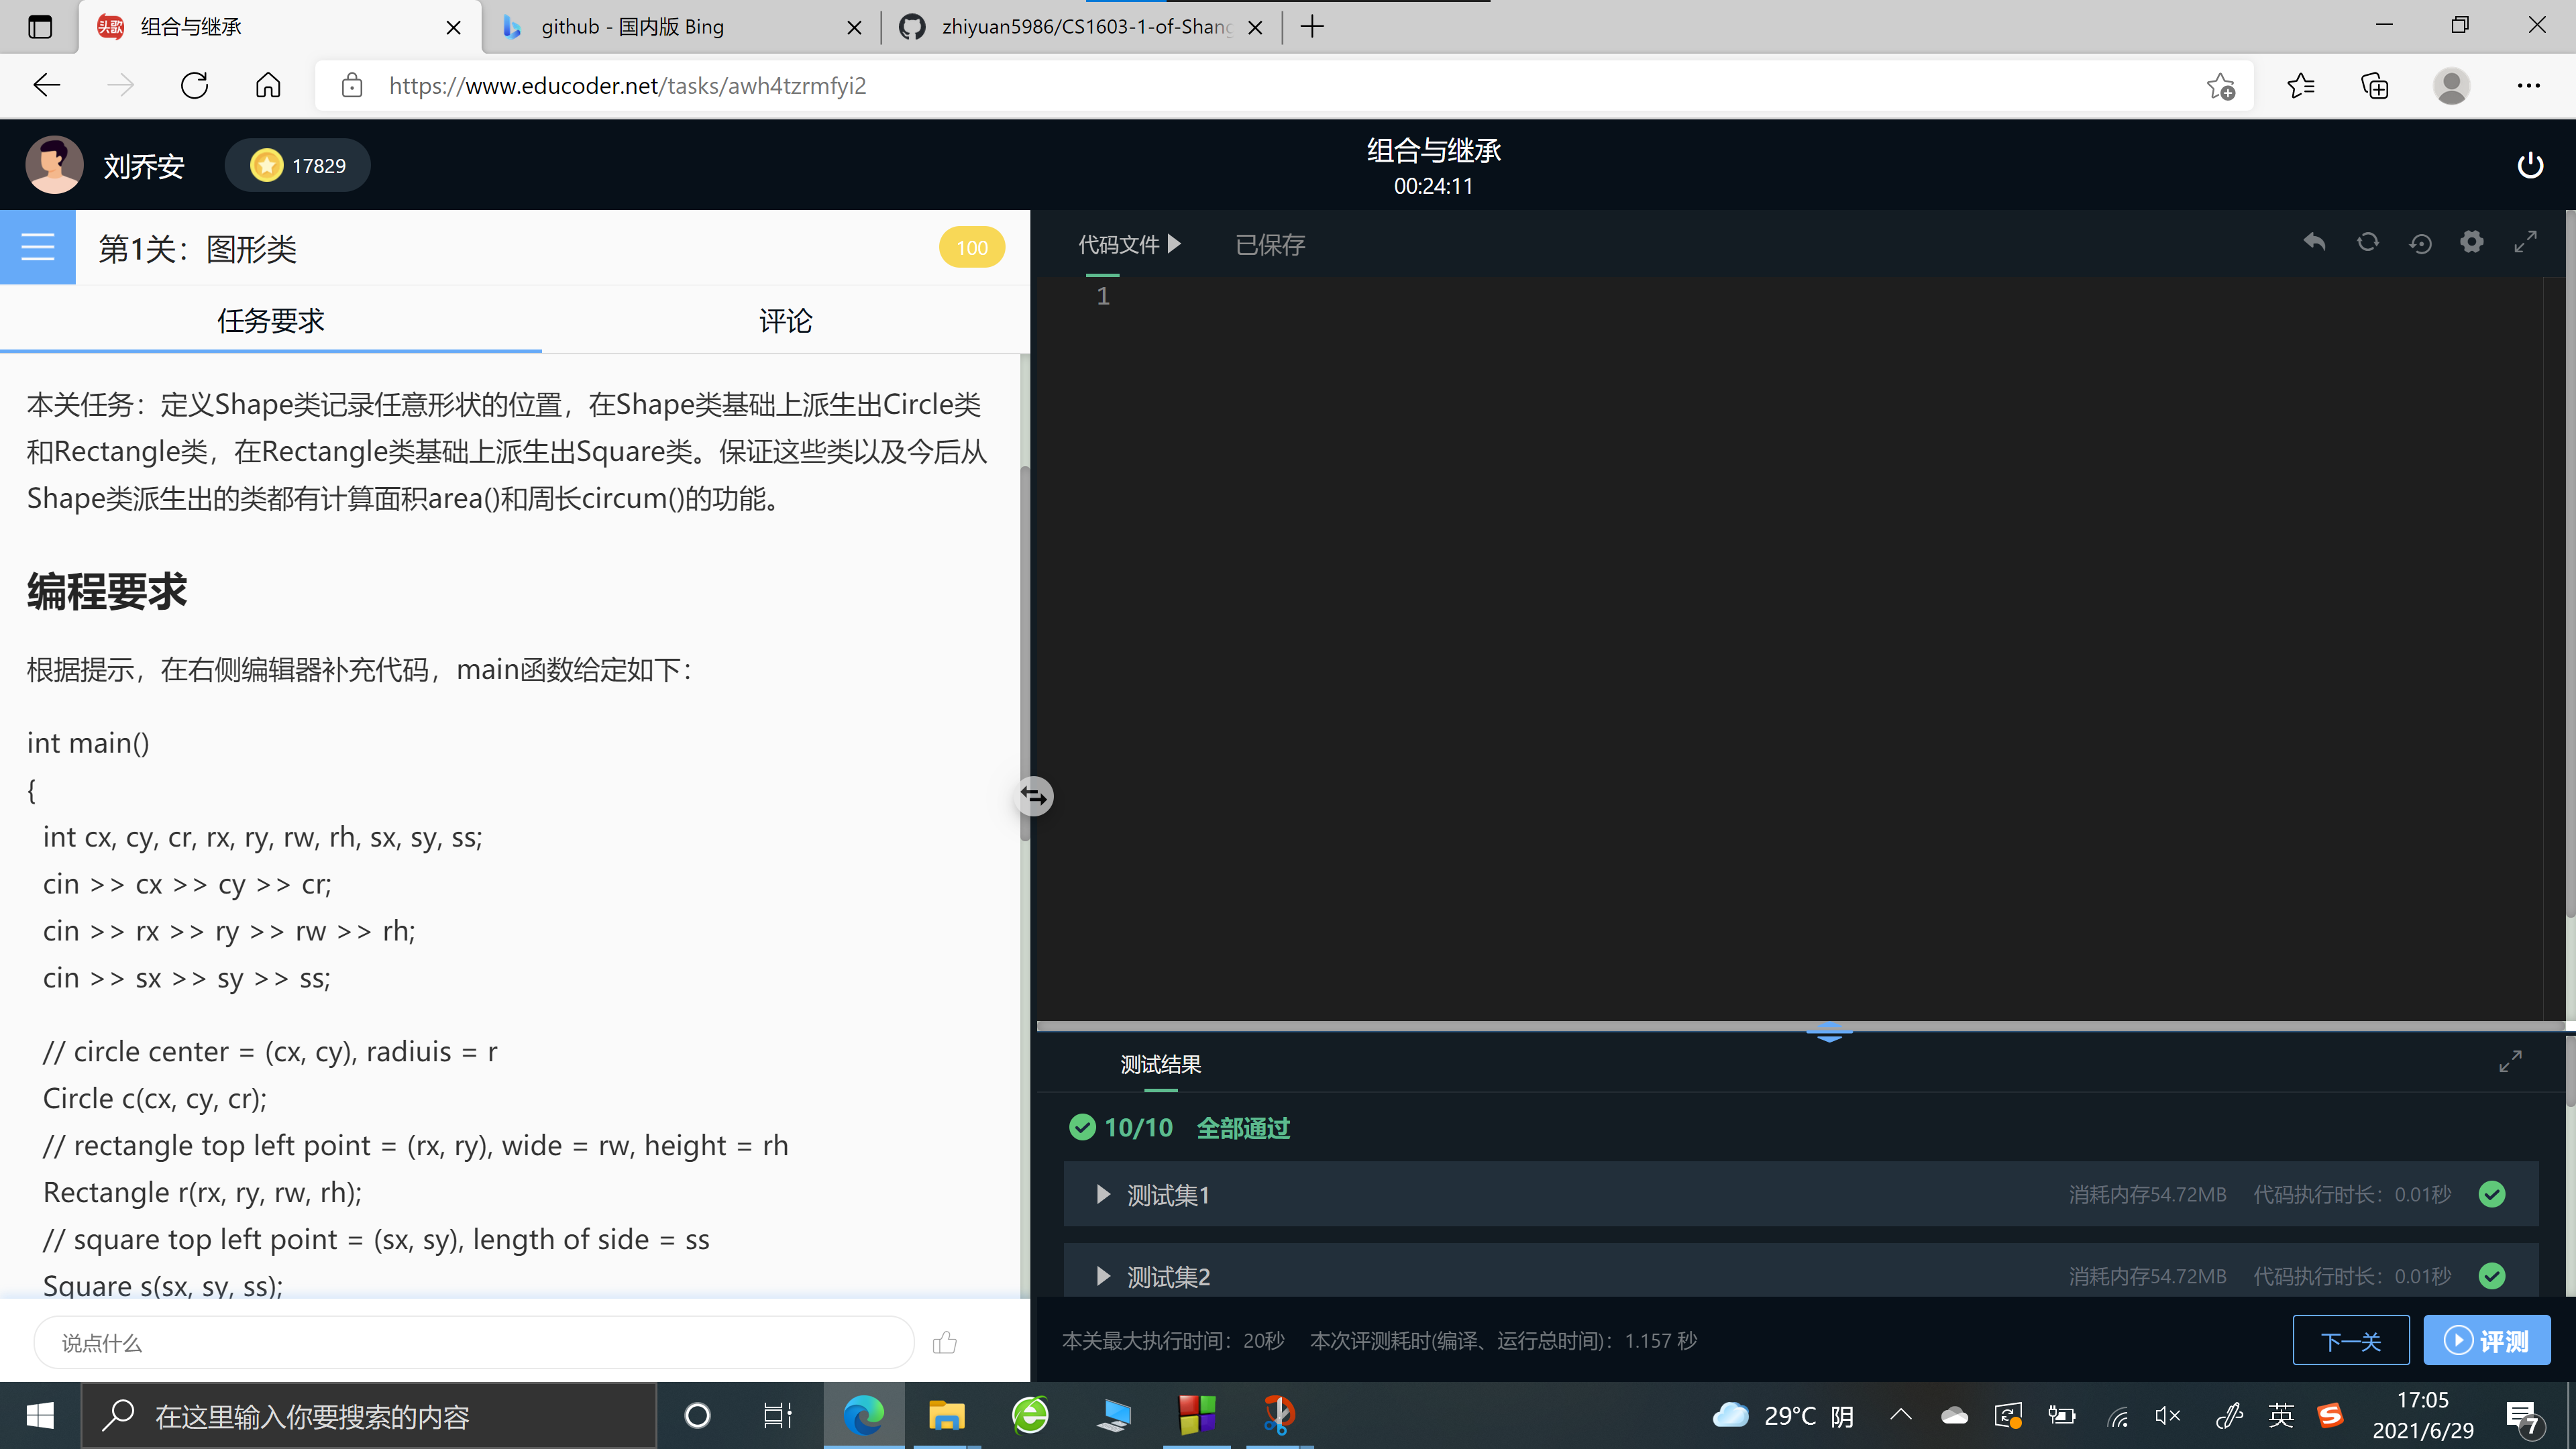 组合与继承
github - 国内版 Bing
zhiyuan5986/CS1603-1-of-Shang
https://www.educoder.net/tasks/awh4tzrmfyi2
刘乔安
17829
组合与继承
00:24:11
第1关：图形类
100
任务要求
评论
本关任务：定义Shape类记录任意形状的位置，在Shape类基础上派生出Circle类
和Rectangle类，在Rectangle类基础上派生出Square类。保证这些类以及今后从
Shape类派生出的类都有计算面积area()和周长circum()的功能。
编程要求
根据提示，在右侧编辑器补充代码，main函数给定如下：
int main()
{
int cx, cy, cr, rx, ry, rw, rh, sx, sy, ss;
cin >> cx >> cy >> cr;
cin >> rx >> ry >> rw >> rh;
cin >> sx >> sy >> ss;
// circle center = (cx, cy), radiuis = r
Circle c(cx, cy, cr);
// rectangle top left point = (rx, ry), wide = rw, height = rh
Rectangle r(rx, ry, rw, rh);
// square top left point = (sx, sy), length of side = ss
Square s(sx, sy, ss);
说点什么
代码文件
已保存
1
测试结果
10/10 全部通过
测试集1 消耗内存54.72MB 代码执行时长：0.01秒
测试集2 消耗内存54.72MB 代码执行时长：0.01秒
本关最大执行时间：20秒 本次评测耗时(编译、运行总时间)：1.157 秒
下一关
评测
在这里输入你要搜索的内容
29°C 阴
英
17:05
2021/6/29
7